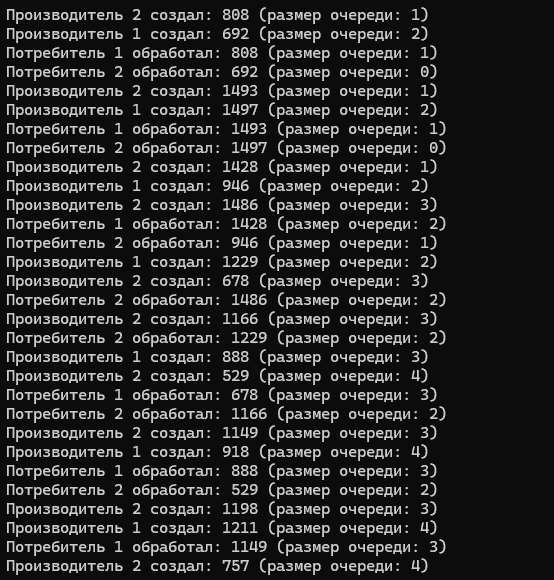 Производитель 2 создал: 808 (размер очереди: 1)
Производитель 1 создал: 692 (размер очереди: 2)
Потребитель 1 обработал: 808 (размер очереди: 1)
Потребитель 2 обработал: 692 (размер очереди: 0)
Производитель 2 создал: 1493 (размер очереди: 1)
Производитель 1 создал: 1497 (размер очереди: 2)
Потребитель 1 обработал: 1493 (размер очереди: 1)
Потребитель 2 обработал: 1497 (размер очереди: 0)
Производитель 2 создал: 1428 (размер очереди: 1)
Производитель 1 создал: 946 (размер очереди: 2)
Производитель 2 создал: 1486 (размер очереди: 3)
Потребитель 1 обработал: 1428 (размер очереди: 2)
Потребитель 2 обработал: 946 (размер очереди: 1)
Производитель 1 создал: 1229 (размер очереди: 2)
Производитель 2 создал: 678 (размер очереди: 3)
Потребитель 2 обработал: 1486 (размер очереди: 2)
Производитель 2 создал: 1166 (размер очереди: 3)
Потребитель 2 обработал: 1229 (размер очереди: 2)
Производитель 1 создал: 888 (размер очереди: 3)
Производитель 2 создал: 529 (размер очереди: 4)
Потребитель 1 обработал: 678 (размер очереди: 3)
Потребитель 2 обработал: 1166 (размер очереди: 2)
Производитель 2 создал: 1149 (размер очереди: 3)
Производитель 1 создал: 918 (размер очереди: 4)
Потребитель 1 обработал: 888 (размер очереди: 3)
Потребитель 2 обработал: 529 (размер очереди: 2)
Производитель 2 создал: 1198 (размер очереди: 3)
Производитель 1 создал: 1211 (размер очереди: 4)
Потребитель 1 обработал: 1149 (размер очереди: 3)
Производитель 2 создал: 757 (размер очереди: 4)